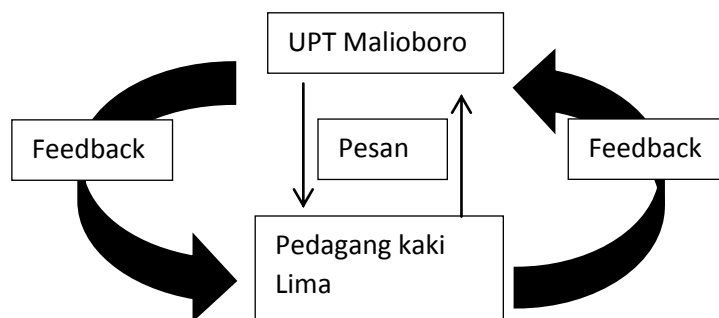 UPT Malioboro
Feedback
Pesan
Feedback
Pedagang kaki
Lima